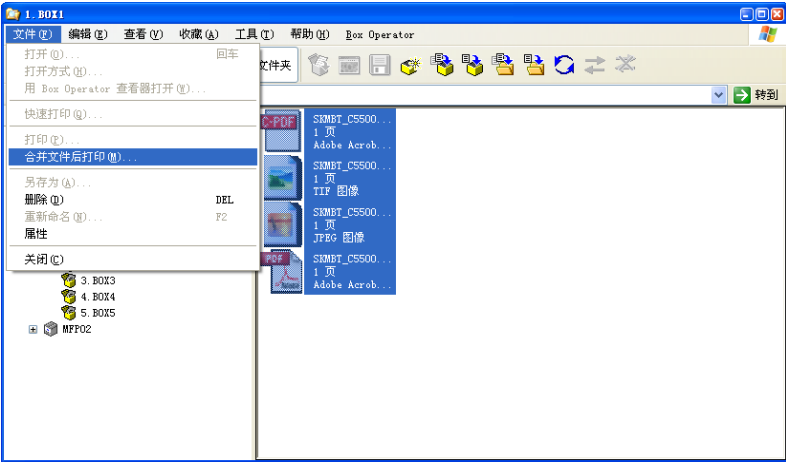 1. BOX1
文件(F) 编辑(E) 查看(V) 收藏(A) 工具(T) 帮助(H) Box Operator
打开(O)... 回车
打开方式(H)...
用 Box Operator 查看器打开(V)...
快速打印(Q)...
打印(P)...
合并文件后打印(M)...
另存为(A)...
删除(D) DEL
重新命名(N)... F2
属性
关闭(C)
文件夹
转到
C-PDF
SKMBT_C5500...
1 页
Adobe Acrob...
SKMBT_C5500...
1 页
TIF 图像
SKMBT_C5500...
1 页
JPEG 图像
PDF
Adobe
SKMBT_C5500...
1 页
Adobe Acrob...
3. BOX3
4. BOX4
5. BOX5
MFP02